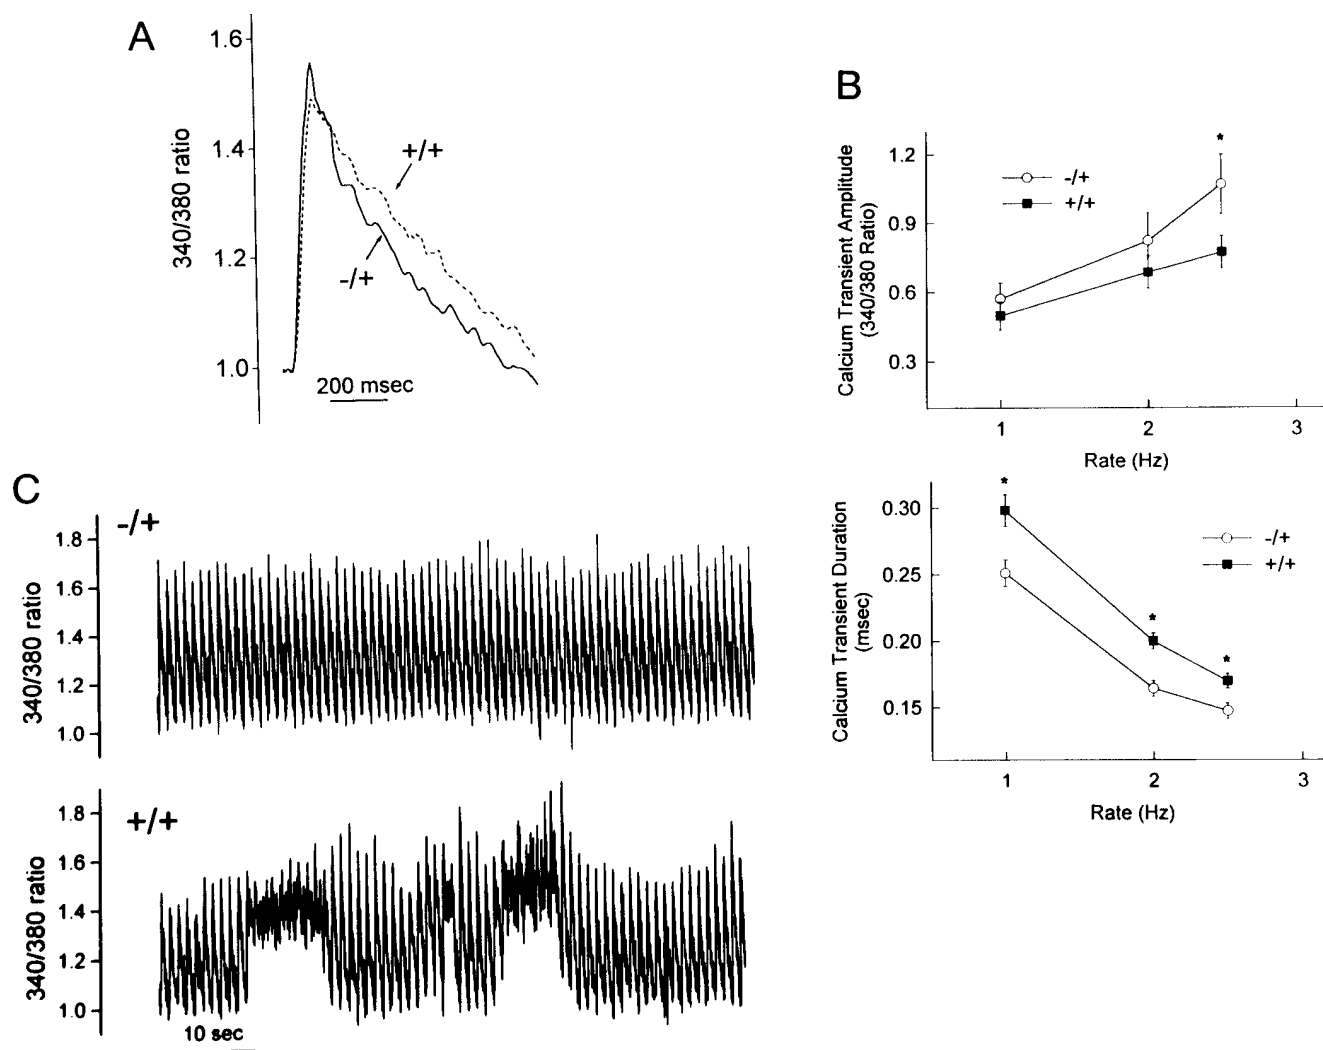 A
1.6
1.4
1.2
1.0
340/380 ratio
+/+
-/+
200 msec
B
1.2
0.9
0.6
0.3
Calcium Transient Amplitude
(340/380 Ratio)
-/+
+/+
*
1 2 3
Rate (Hz)
0.30
0.25
0.20
0.15
Calcium Transient Duration
(msec)
-/+
+/+
*
*
*
1 2 3
Rate (Hz)
C
-/+
1.8
1.6
1.4
1.2
1.0
340/380 ratio
+/+
1.8
1.6
1.4
1.2
1.0
340/380 ratio
10 sec